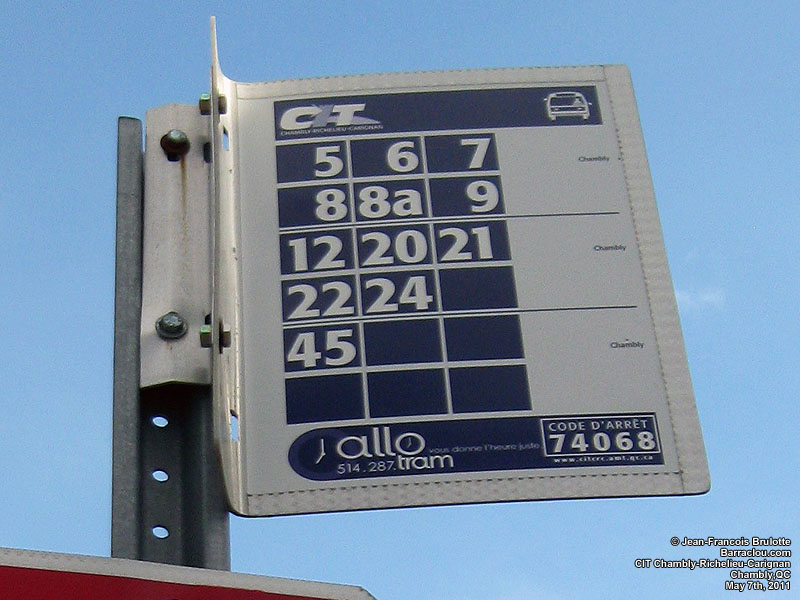 CIT
CHAMBLY-RICHELIEU-CARIGNAN
5 6 7
Chambly
8 8a 9
12 20 21
Chambly
22 24
45
Chambly
allo
vous donne l'heure juste
514.287.tram
CODE D'ARRÊT
74068
www.citcrc.amt.qc.ca
© Jean-Francois Brulotte
Barraclou.com
CIT Chambly-Richelieu-Carignan
Chambly,QC
May 7th, 2011